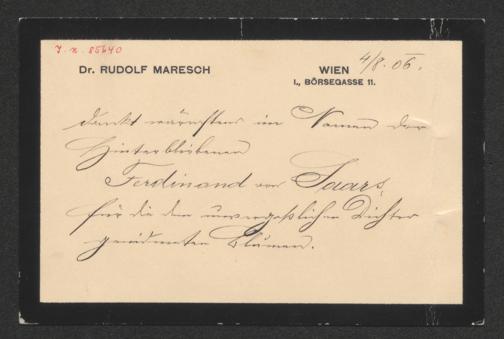 J. N. 85640
Dr. RUDOLF MARESCH
WIEN 4/8. 06.
I., BÖRSEGASSE 11.
dankt wärmstens im Namen der
Hinterbliebenen
Ferdinand von Saars,
für die dem unvergeßlichen Dichter
gewidmeten Blumen.